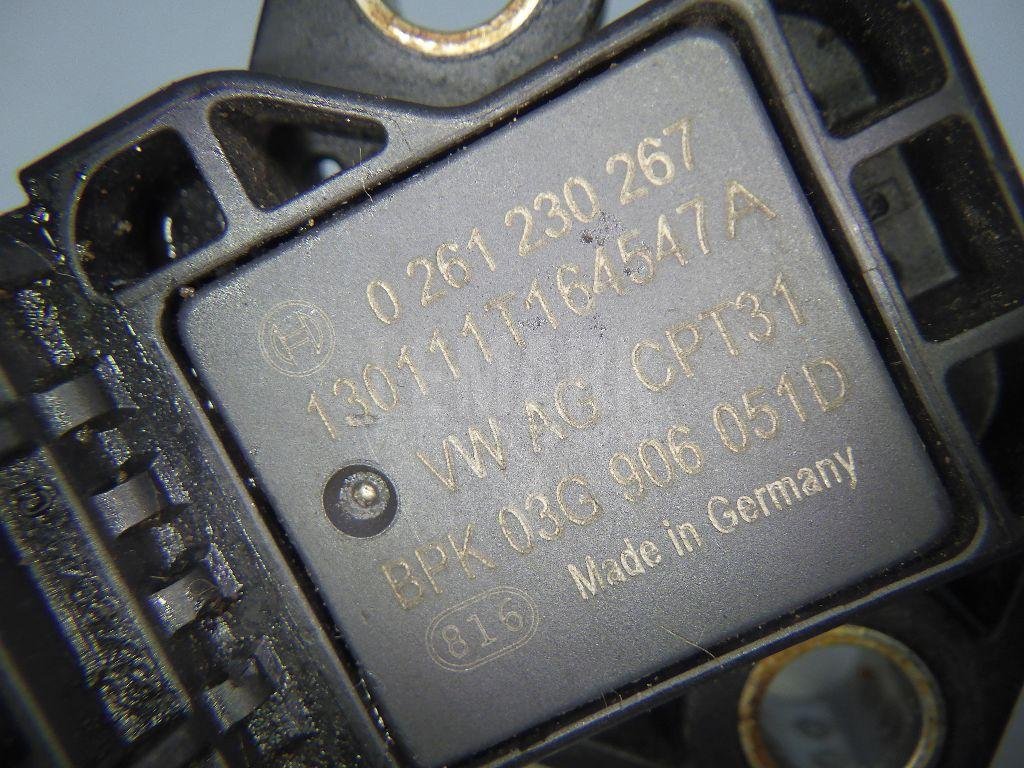 0 261 230 267
130111T164547A
VW AG CPT31
BPK 03G 906 051D
Made in Germany
816